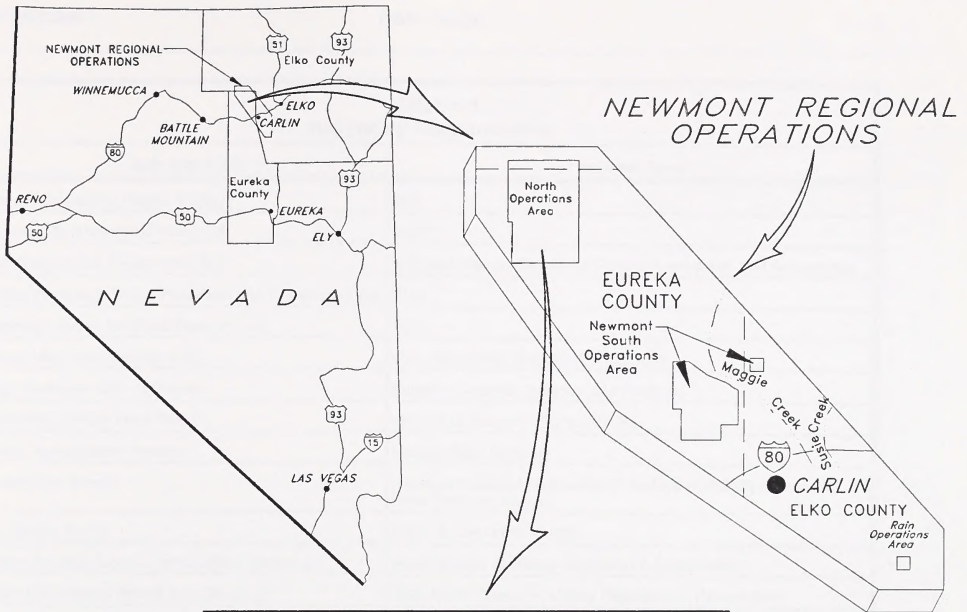 51
93
Elko County
NEWMONT REGIONAL
OPERATIONS
WINNEMUCCA
ELKO
CARLIN
BATTLE
MOUNTAIN
80
Eureka
County
93
RENO
50
EUREKA
50
ELY
NEVADA
93
15
LAS VEGAS
NEWMONT REGIONAL
OPERATIONS
North
Operations
Area
EUREKA
COUNTY
Newmont
South
Operations
Area
Maggie
Creek
Susie Creek
80
CARLIN
ELKO COUNTY
Rain
Operations
Area